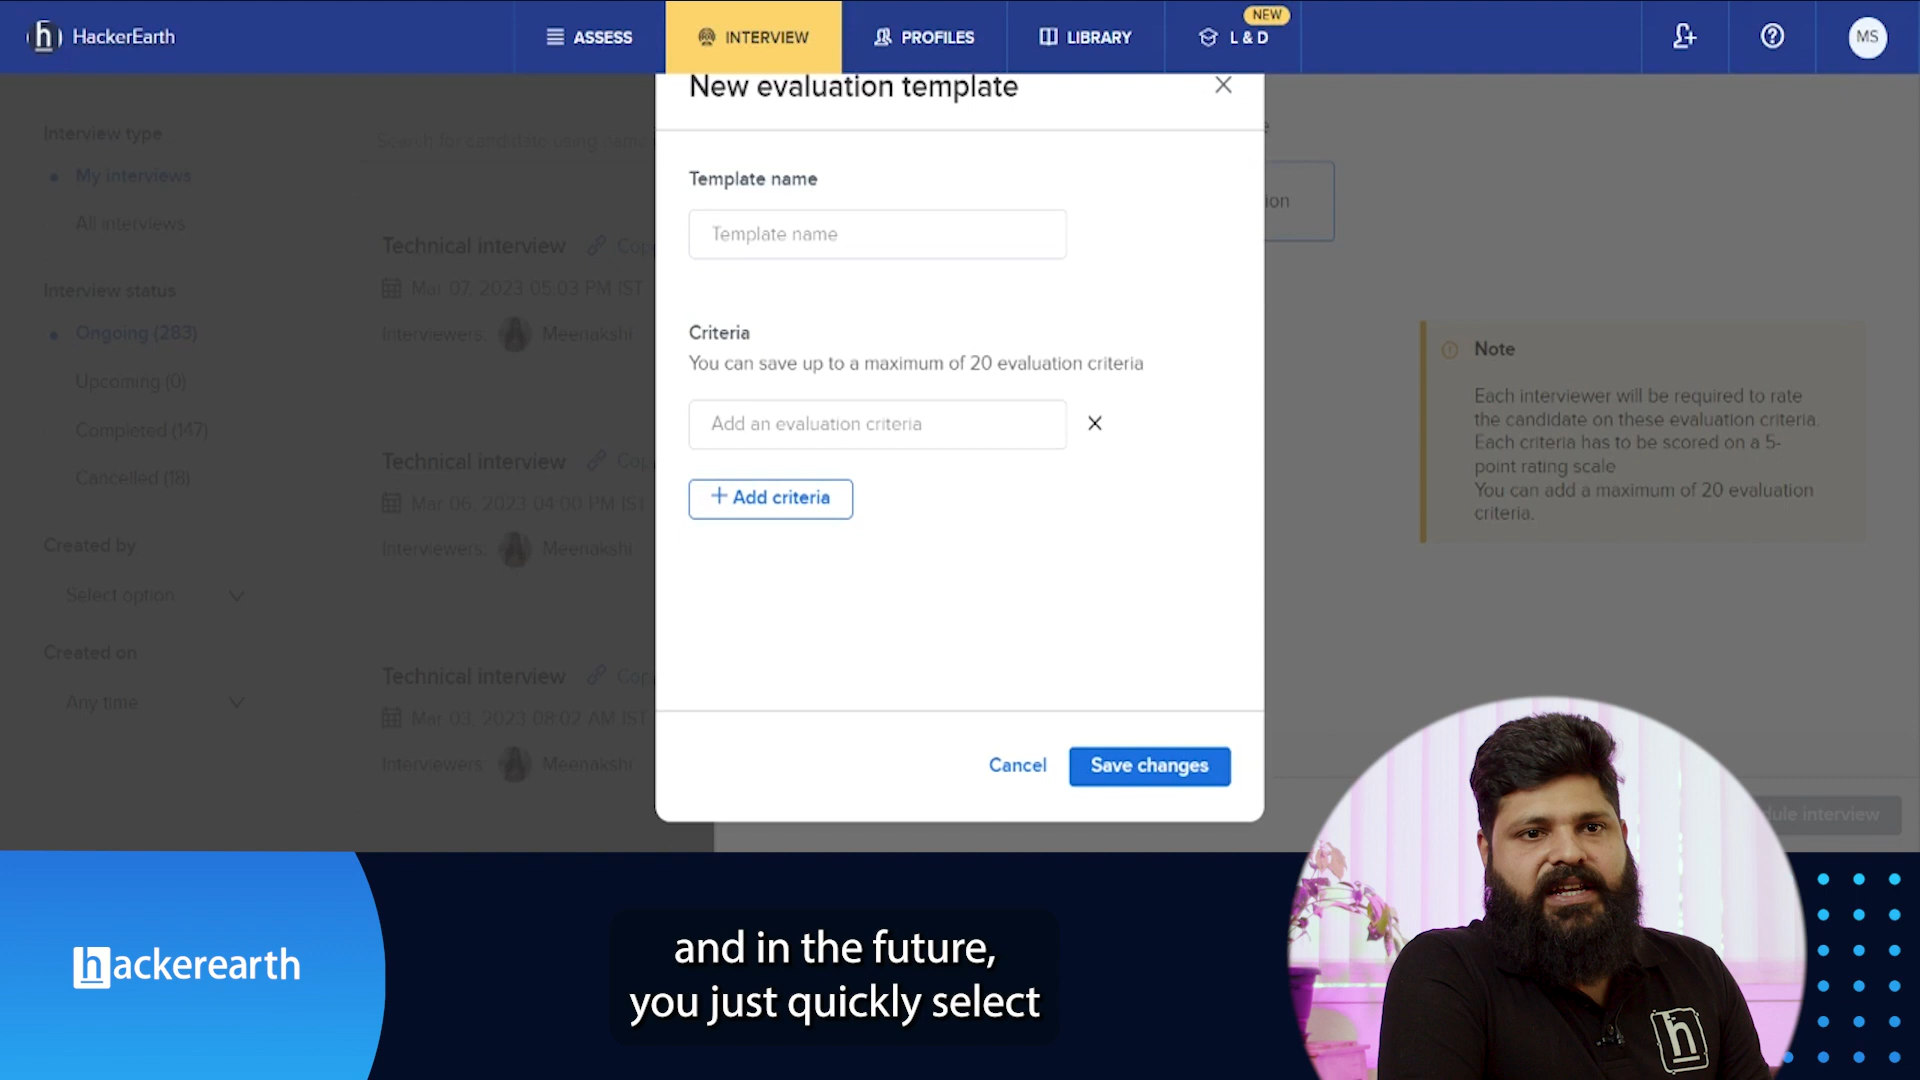 HackerEarth
ASSESS
INTERVIEW
PROFILES
LIBRARY
NEW
L & D
MS
Interview type
My interviews
All interviews
Interview status
Ongoing (283)
Upcoming (0)
Completed (147)
Cancelled (18)
Created by
Select option
Created on
Any time
Search for candidate using name
Technical interview
Mar 07, 2023 05:03 PM IST
Interviewers: Meenakshi
Technical interview
Mar 06, 2023 04:00 PM IST
Interviewers: Meenakshi
Technical interview
Mar 03, 2023 08:02 AM IST
Interviewers: Meenakshi
New evaluation template
Template name
Template name
Criteria
You can save up to a maximum of 20 evaluation criteria
Add an evaluation criteria
+ Add criteria
Cancel
Save changes
Note
Each interviewer will be required to rate
the candidate on these evaluation criteria.
Each criteria has to be scored on a 5-
point rating scale
You can add a maximum of 20 evaluation
criteria.
interview
hackerearth
and in the future,
you just quickly select
h